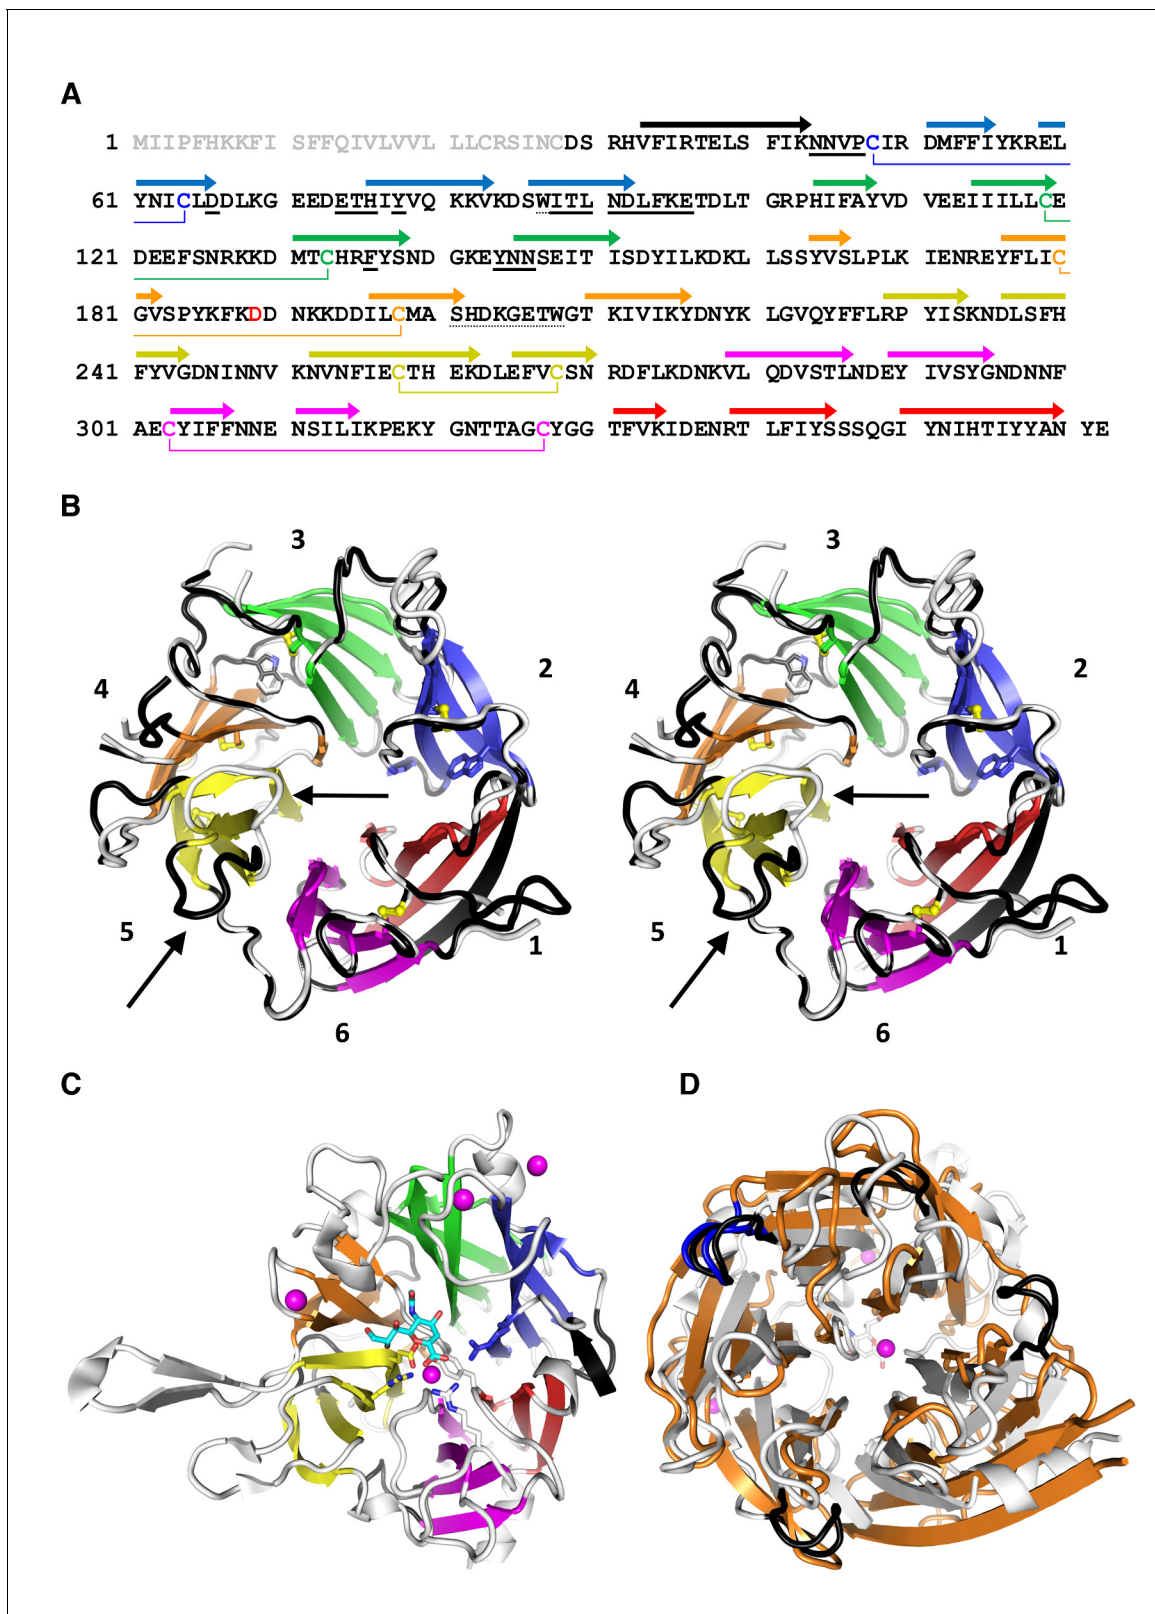 A
1 MIIPFHKKFI SFFQIVLVVL LLCRSINCDS RHVFIRTELS FIKNNVPCIR DMFFIYKREL
61 YNICLDDLKG EEDETHIYVQ KKVKDSWITL NDLFKETDLT GRPHIFAYVD VEEIIILLCE
121 DEEFSNRKKD MTCHRFYSND GKEYNNSEIT ISDYILKDKL LSSYVSLPLK IENREYFLIC
181 GVSPYKFKDD NKKDDILCMA SHDKGETWGT KIVIKYDNYK LGVQYFFLRP YISKNDLSFH
241 FYVGDNINNV KNVNFIECTH EKDLEFVCSN RDFLKDNKVL QDVSTLNDEY IVSYGNDNNF
301 AECYIFFNNE NSILIKPEKY GNTTAGCYGG TFVKIDENRT LFIYSSSQGI YNIHTIYYAN YE
B
3 3
2 2
4 4
5 5
1 1
6 6
C D